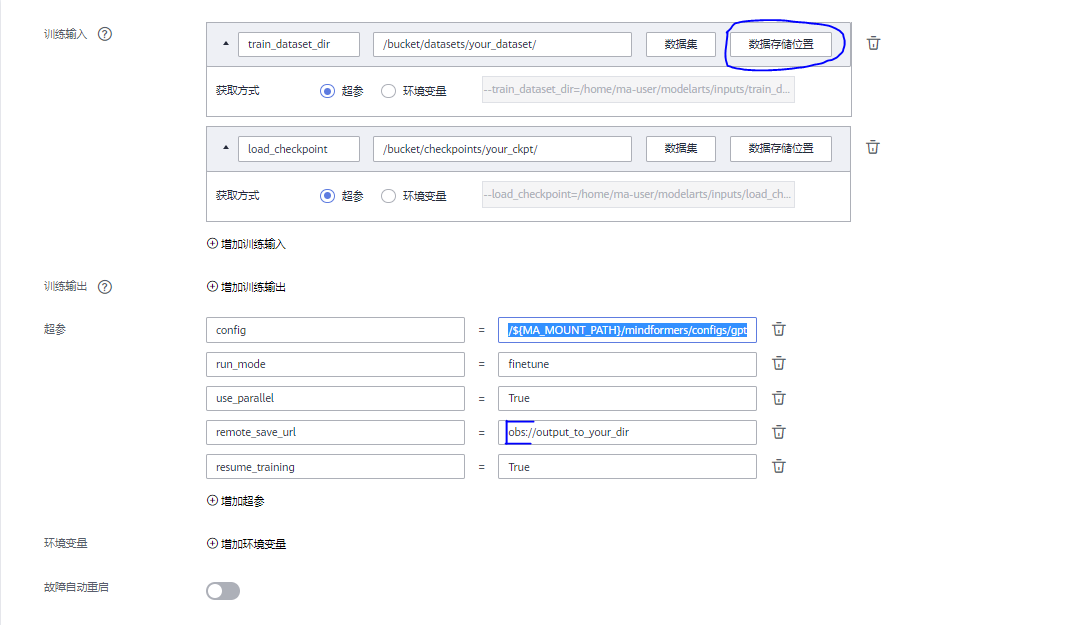 训练输入 ?
train_dataset_dir /bucket/datasets/your_dataset/ 数据集 数据存储位置
获取方式 超参 环境变量 --train_dataset_dir=/home/ma-user/modelarts/inputs/train_d...
load_checkpoint /bucket/checkpoints/your_ckpt/ 数据集 数据存储位置
获取方式 超参 环境变量 --load_checkpoint=/home/ma-user/modelarts/inputs/load_ch...
增加训练输入
训练输出 ? 增加训练输出
超参 config = /${MA_MOUNT_PATH}/mindformers/configs/gpt
run_mode = finetune
use_parallel = True
remote_save_url = obs://output_to_your_dir
resume_training = True
增加超参
环境变量 增加环境变量
故障自动重启